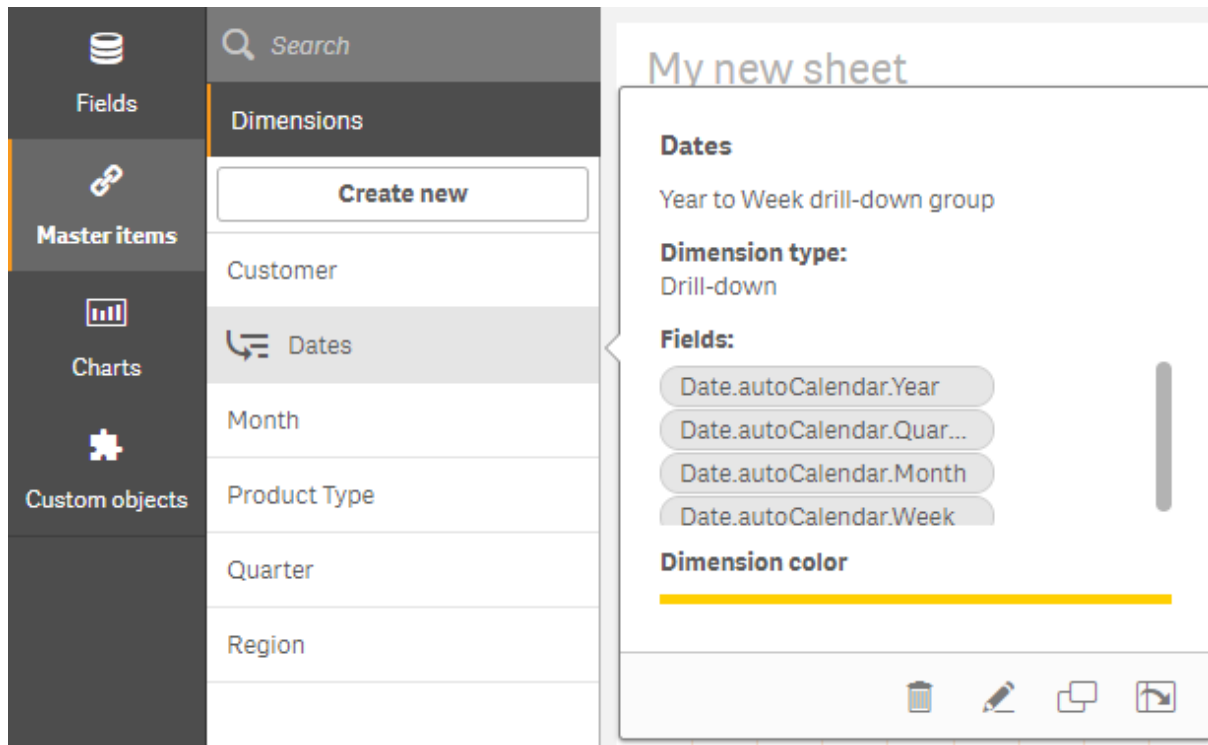 Fields
Master items
Charts
Custom objects
Search
Dimensions
Create new
Customer
Dates
Month
Product Type
Quarter
Region
My new sheet
Dates
Year to Week drill-down group
Dimension type:
Drill-down
Fields:
Date.autoCalendar.Year
Date.autoCalendar.Quar...
Date.autoCalendar.Month
Date.autoCalendar.Week
Dimension color